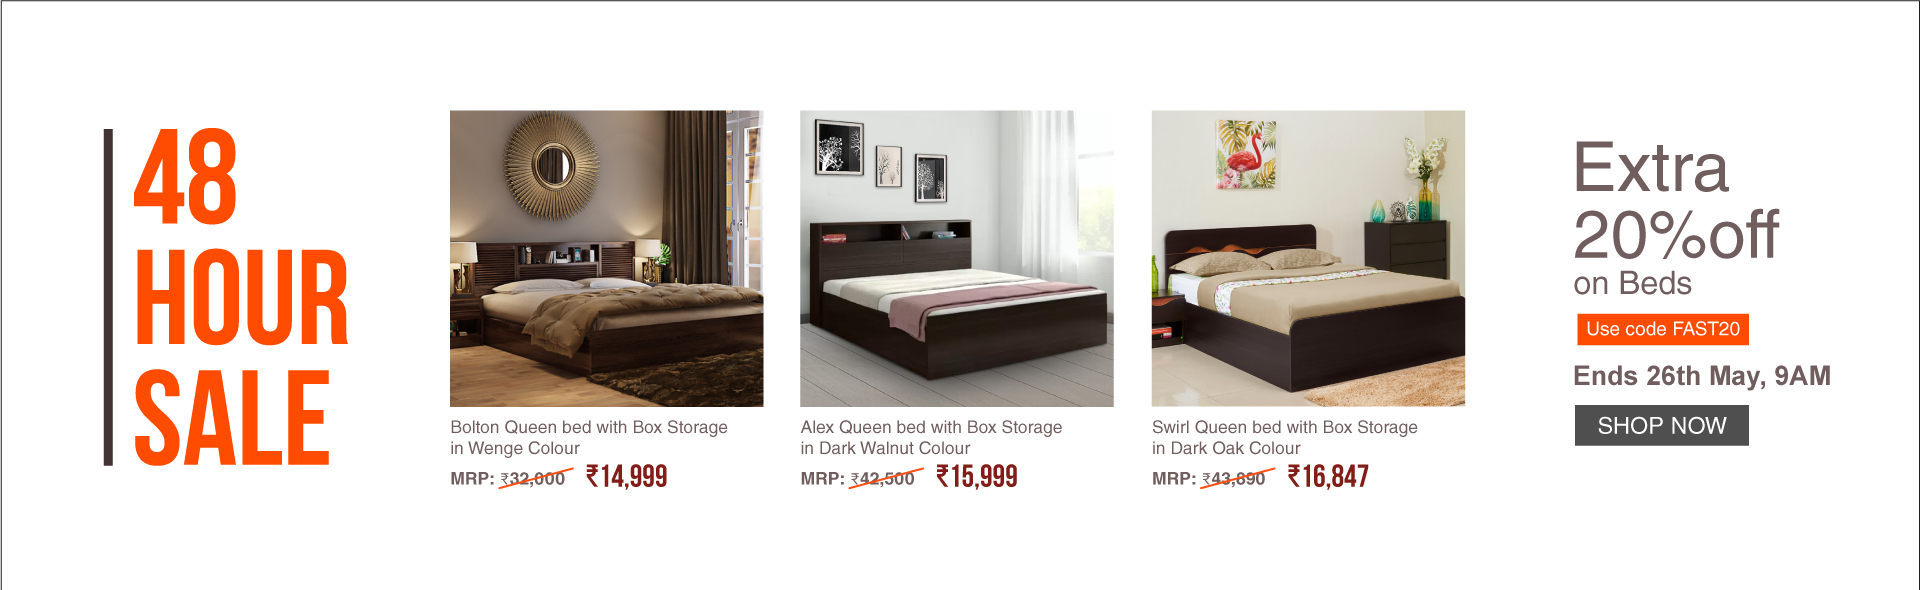 48
HOUR
SALE
Bolton Queen bed with Box Storage
in Wenge Colour
MRP: ₹32,000 ₹14,999
Alex Queen bed with Box Storage
in Dark Walnut Colour
MRP: ₹42,500 ₹15,999
Swirl Queen bed with Box Storage
in Dark Oak Colour
MRP: ₹43,890 ₹16,847
Extra
20%off
on Beds
Use code FAST20
Ends 26th May, 9AM
SHOP NOW